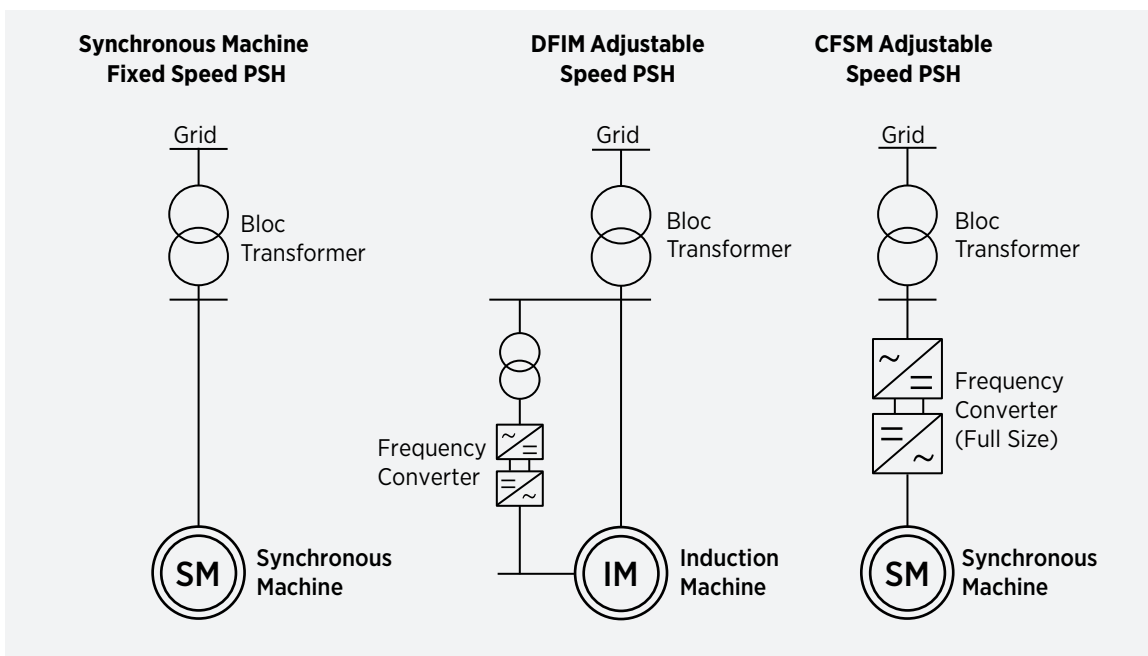 Synchronous Machine
Fixed Speed PSH
Grid
Bloc
Transformer
SM
Synchronous
Machine
DFIM Adjustable
Speed PSH
Grid
Bloc
Transformer
Frequency
Converter
IM
Induction
Machine
CFSM Adjustable
Speed PSH
Grid
Bloc
Transformer
Frequency
Converter
(Full Size)
SM
Synchronous
Machine